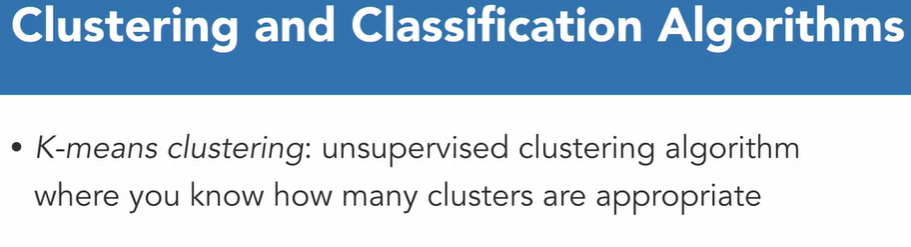 Clustering and Classification Algorithms
• K-means clustering: unsupervised clustering algorithm
where you know how many clusters are appropriate